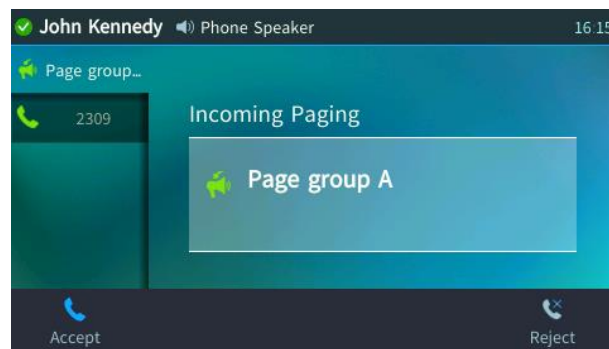 John Kennedy Phone Speaker 16:15
Page group...
2309
Incoming Paging
Page group A
Accept Reject